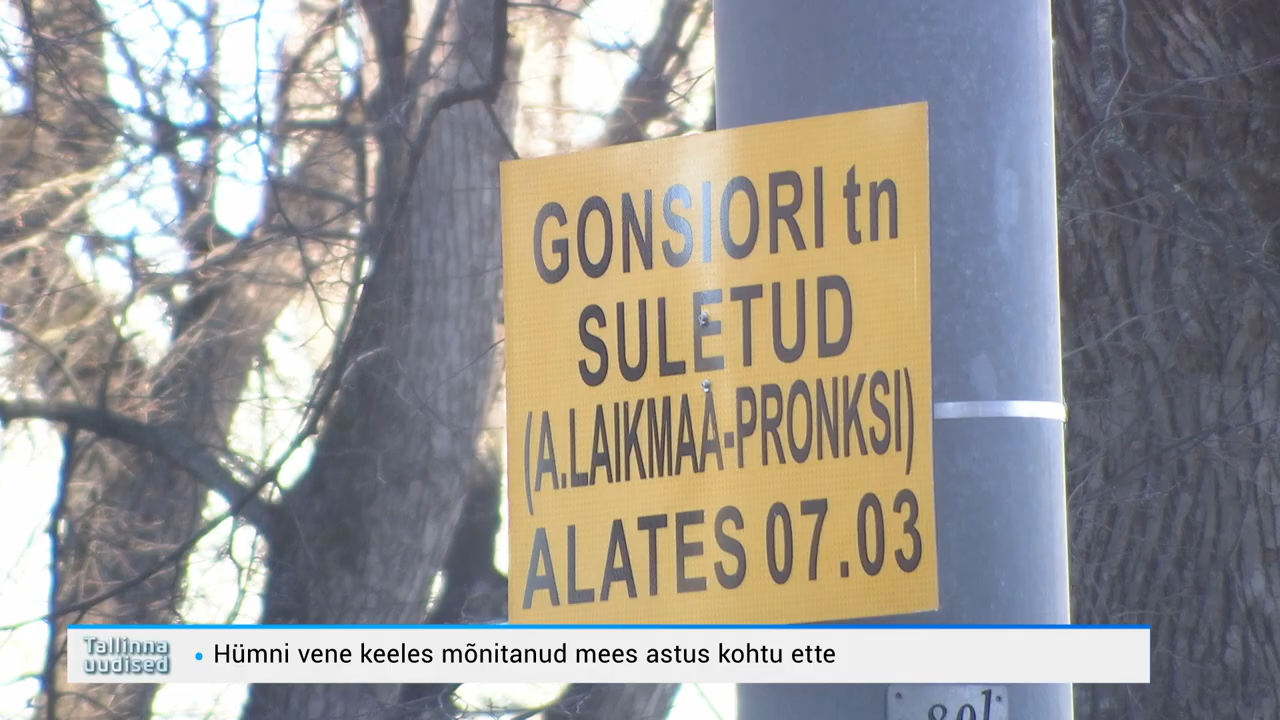 GONSIORI tn
SULETUD
(A.LAIKMAA-PRONKSI)
ALATES 07.03
Tallinna
uudised
• Hümni vene keeles mõnitanud mees astus kohtu ette